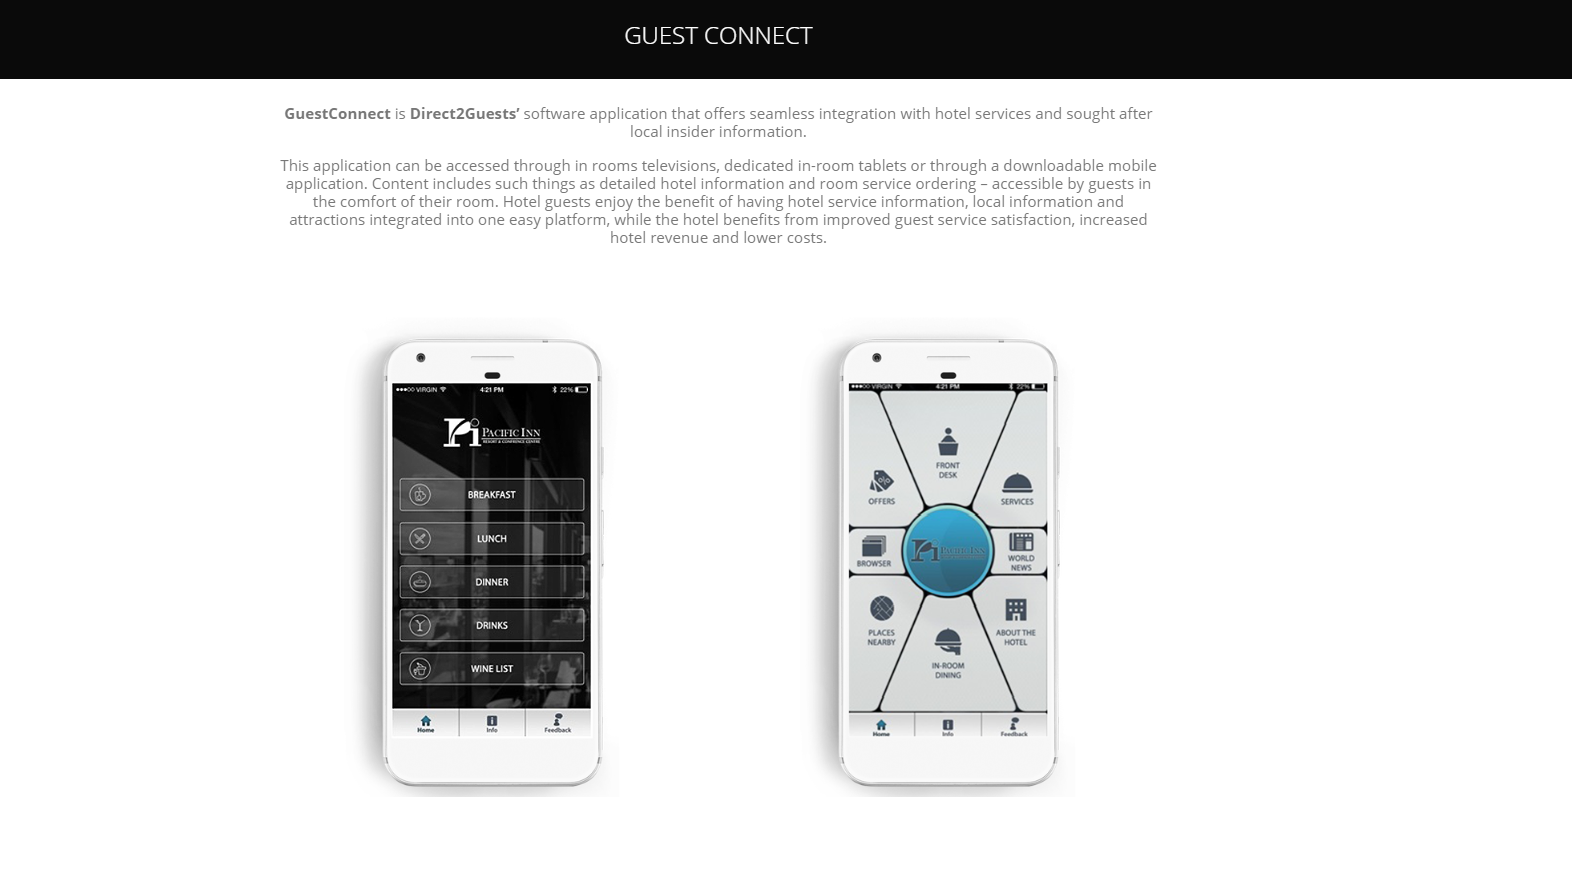 GUEST CONNECT
GuestConnect is Direct2Guests’ software application that offers seamless integration with hotel services and sought after
local insider information.
This application can be accessed through in rooms televisions, dedicated in-room tablets or through a downloadable mobile
application. Content includes such things as detailed hotel information and room service ordering – accessible by guests in
the comfort of their room. Hotel guests enjoy the benefit of having hotel service information, local information and
attractions integrated into one easy platform, while the hotel benefits from improved guest service satisfaction, increased
hotel revenue and lower costs.
VIRGIN 4:21 PM 22%
PACIFIC INN
RESORT & CONFERENCE CENTRE
BREAKFAST
LUNCH
DINNER
DRINKS
WINE LIST
Home Info Feedback
VIRGIN 4:21 PM 22%
FRONT
DESK
OFFERS
SERVICES
BROWSER
PACIFIC INN
WORLD
NEWS
PLACES
NEARBY
ABOUT THE
HOTEL
IN-ROOM
DINING
Home Info Feedback